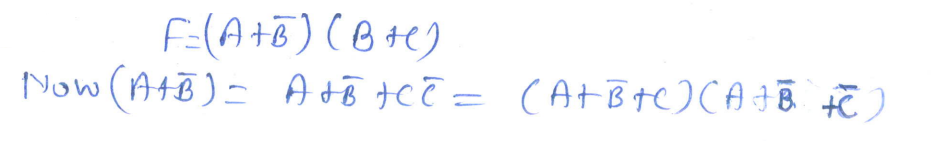 F=(A+B̅)(B+C)
Now (A+B̅)= A+B̅+CC̅ = (A+B̅+C)(A+B̅+C̅)